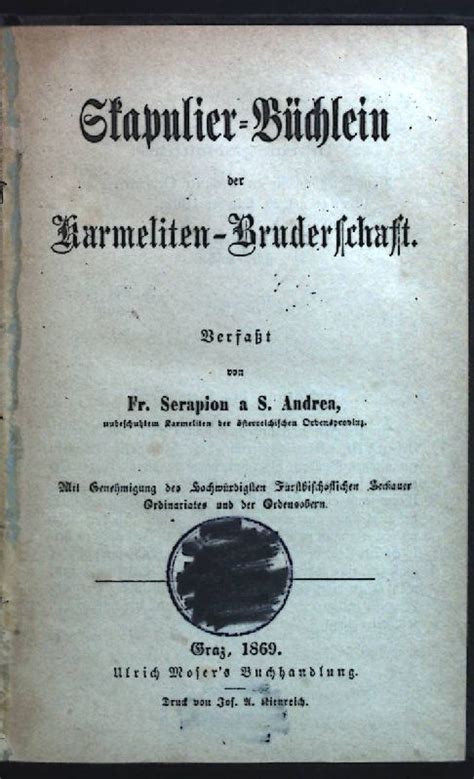 Skapulier-Büchlein
der
Karmeliten-Bruderschaft.
Verfaßt
von
Fr. Serapion a S. Andrea,
unbeschuhtem Karmeliten der österreichischen Ordensprovinz.
Mit Genehmigung des Hochwürdigsten Fürstbischöflichen Seckauer
Ordinariates und der Ordensobern.
Graz, 1869.
Ulrich Moser's Buchhandlung.
Druck von Jos. A. Kienreich.